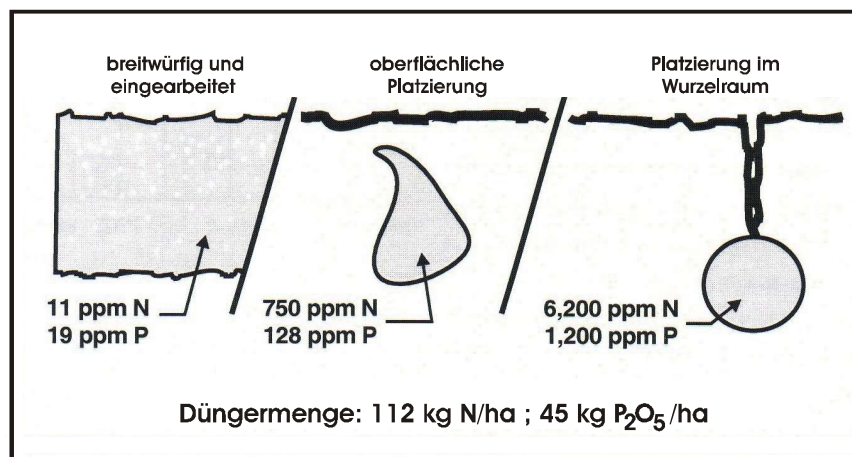 breitwürfig und
eingearbeitet
oberflächliche
Platzierung
Platzierung im
Wurzelraum
11 ppm N
19 ppm P
750 ppm N
128 ppm P
6,200 ppm N
1,200 ppm P
Düngermenge: 112 kg N/ha ; 45 kg P₂O₅ /ha